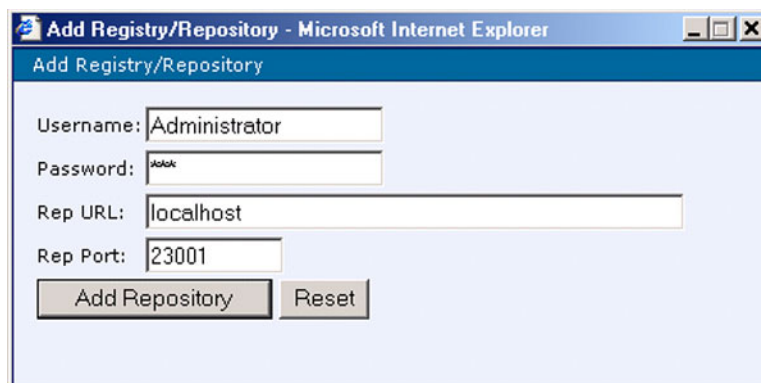 Add Registry/Repository - Microsoft Internet Explorer
Add Registry/Repository
Username: Administrator
Password: ***
Rep URL: localhost
Rep Port: 23001
Add Repository Reset